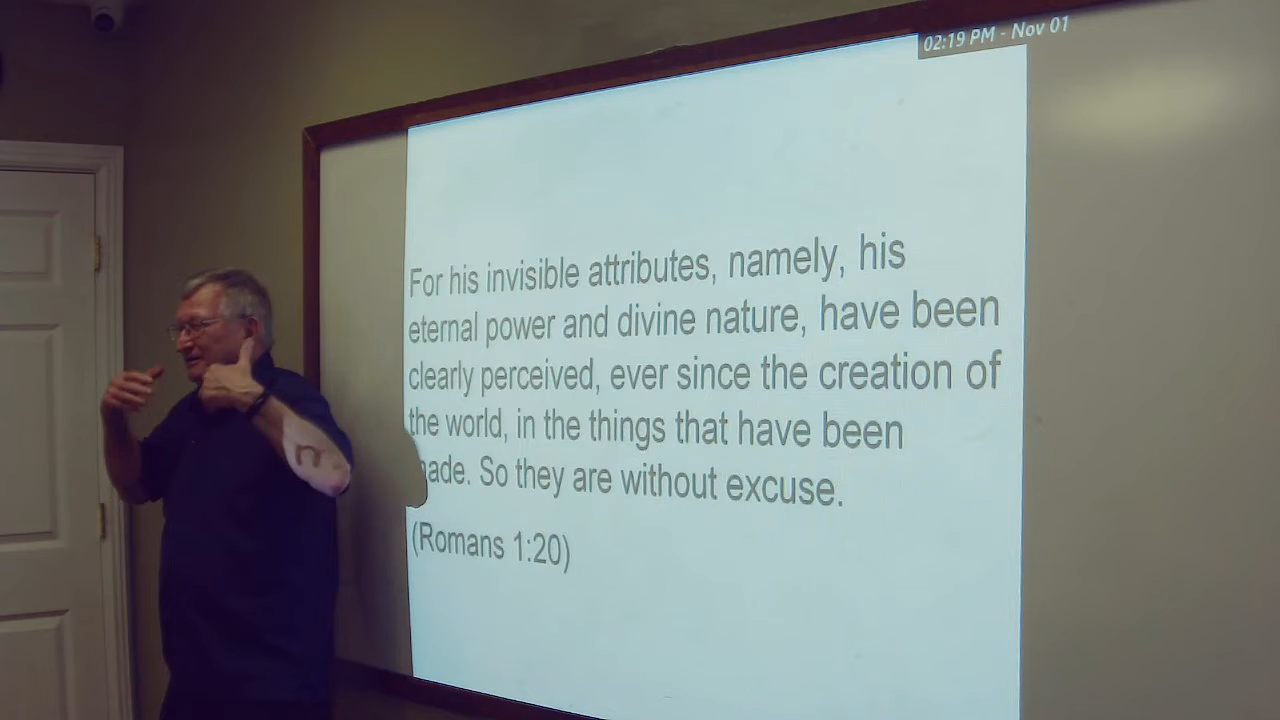 02:19 PM - Nov 01
For his invisible attributes, namely, his
eternal power and divine nature, have been
clearly perceived, ever since the creation of
the world, in the things that have been
ade. So they are without excuse.
(Romans 1:20)